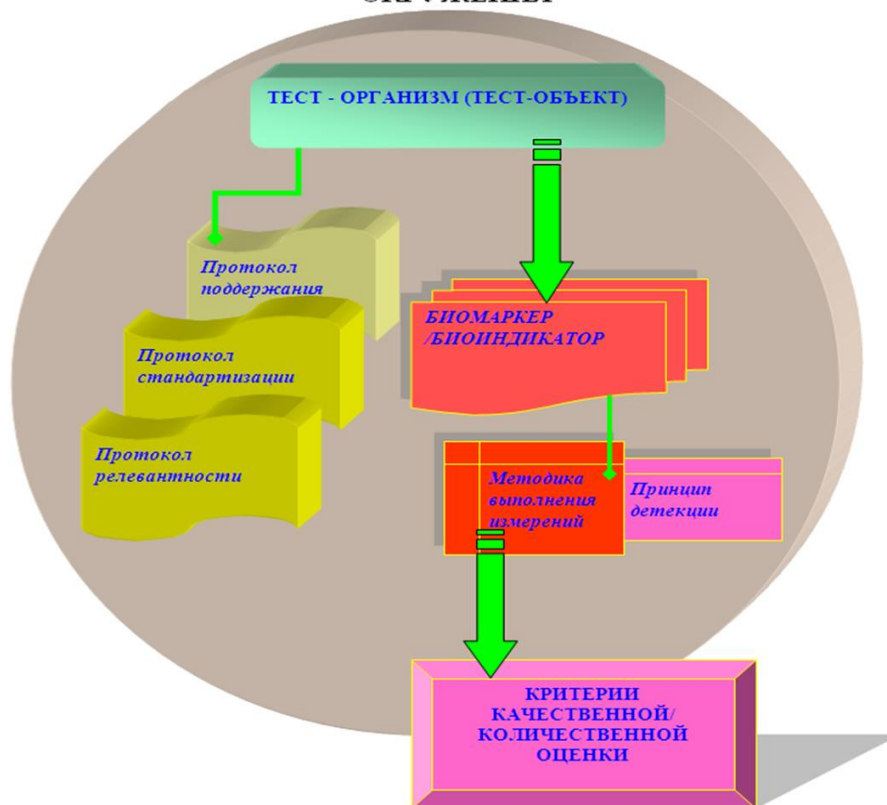 ТЕСТ - ОРГАНИЗМ (ТЕСТ-ОБЪЕКТ)
Протокол
поддержания
Протокол
стандартизации
Протокол
релевантности
БИОМАРКЕР
/БИОИНДИКАТОР
Методика
выполнения
измерений
Принцип
детекции
КРИТЕРИИ
КАЧЕСТВЕННОЙ/
КОЛИЧЕСТВЕННОЙ
ОЦЕНКИ